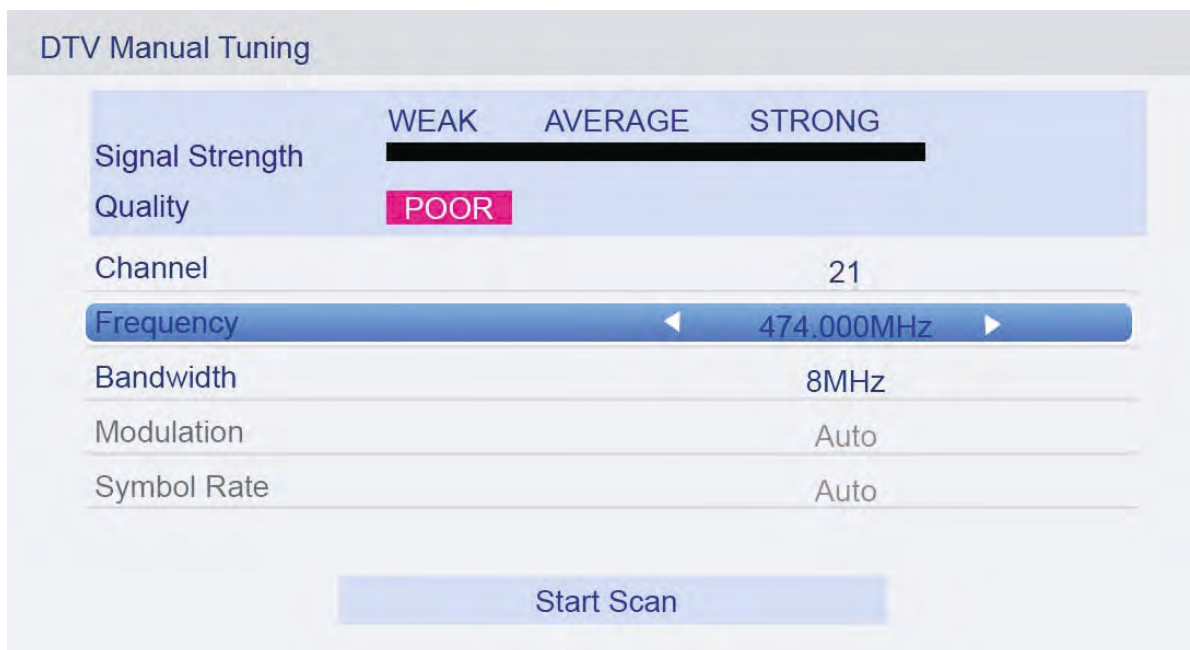 DTV Manual Tuning
WEAK AVERAGE STRONG
Signal Strength
Quality POOR
Channel 21
Frequency 474.000MHz
Bandwidth 8MHz
Modulation Auto
Symbol Rate Auto
Start Scan